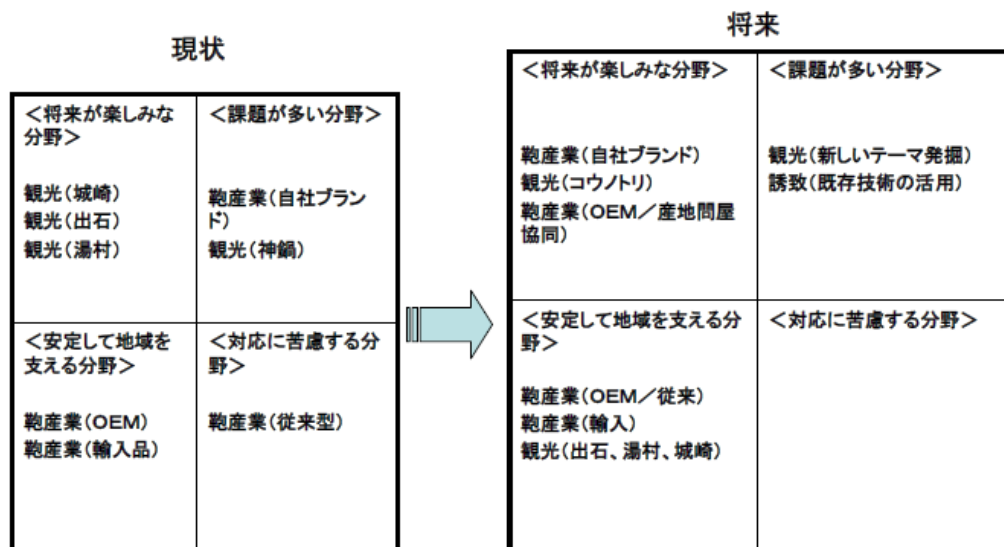 現状
＜将来が楽しみな
分野＞
観光（城崎）
観光（出石）
観光（湯村）
＜課題が多い分野＞
鞄産業（自社ブラン
ド）
観光（神鍋）
＜安定して地域を
支える分野＞
鞄産業（OEM）
鞄産業（輸入品）
＜対応に苦慮する分
野＞
鞄産業（従来型）
将来
＜将来が楽しみな分野＞
鞄産業（自社ブランド）
観光（コウノトリ）
鞄産業（OEM／産地問屋
協同）
＜課題が多い分野＞
観光（新しいテーマ発掘）
誘致（既存技術の活用）
＜安定して地域を支える分
野＞
鞄産業（OEM／従来）
鞄産業（輸入）
観光（出石、湯村、城崎）
＜対応に苦慮する分野＞